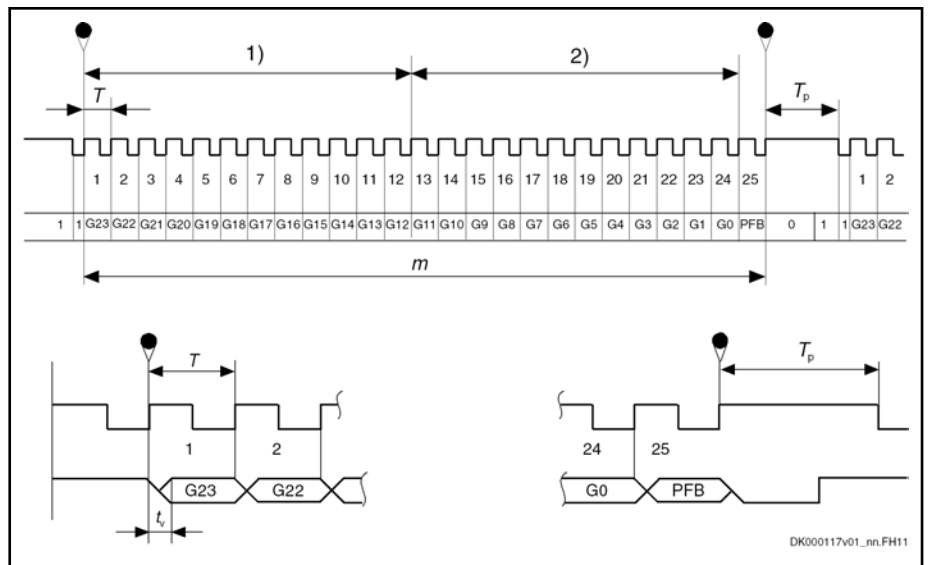 1) 2)
T Tp
1 2 3 4 5 6 7 8 9 10 11 12 13 14 15 16 17 18 19 20 21 22 23 24 25 1 2
1 1 G23 G22 G21 G20 G19 G18 G17 G16 G15 G14 G13 G12 G11 G10 G9 G8 G7 G6 G5 G4 G3 G2 G1 G0 PFB 0 1 1 G23 G22
m
T Tp
1 2 24 25
G23 G22 G0 PFB
tv
DK000117v01_nn.FH11